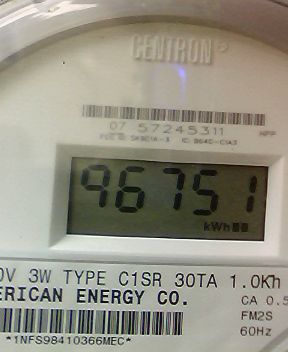 CENTRON®
07 57245311
96751
kWh
0V 3W TYPE C1SR 30TA 1.0Kh
ERICAN ENERGY CO.
CA 0.5
FM2S
60Hz
*1NFS98410366MEC*